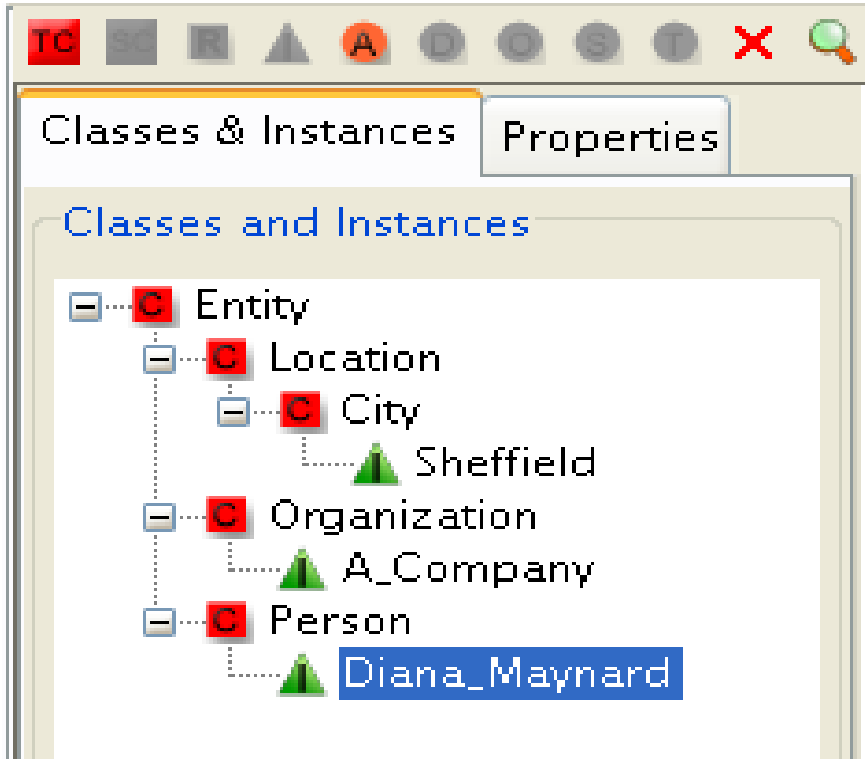 TC SC R A D O S T
Classes & Instances Properties
Classes and Instances
C Entity
C Location
C City
Sheffield
C Organization
A_Company
C Person
Diana_Maynard